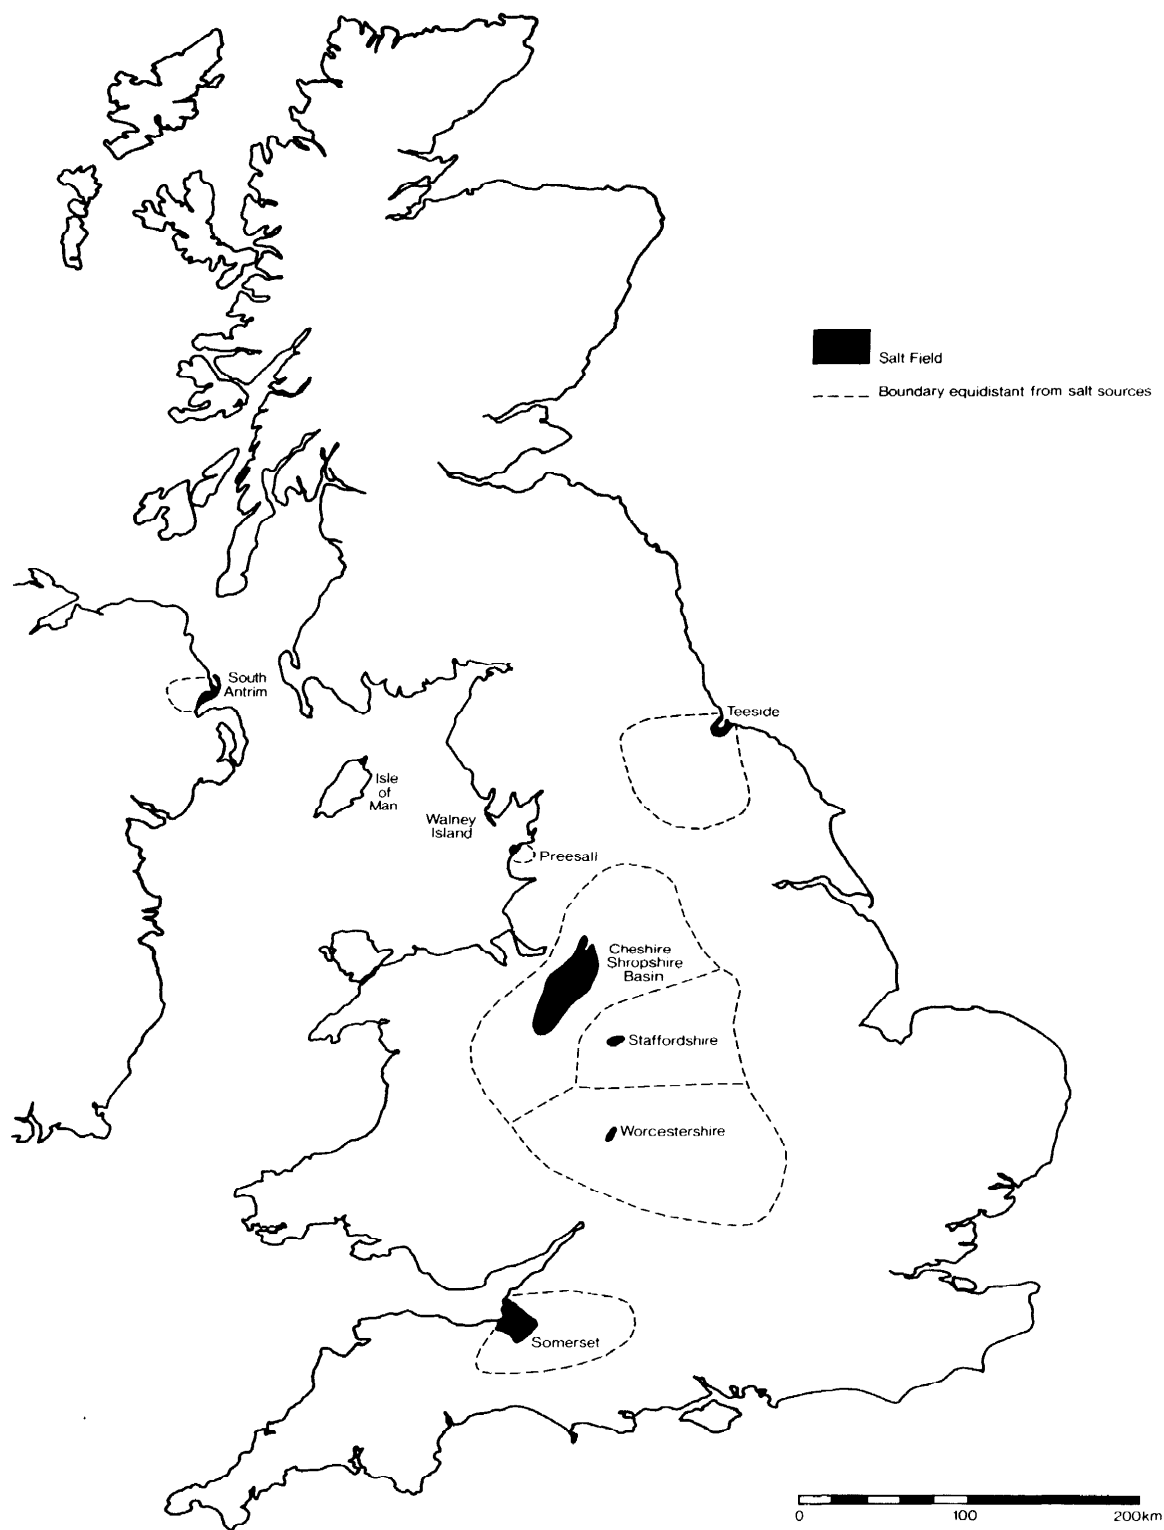 Salt Field
Boundary equidistant from salt sources
South
Antrim
Teeside
Isle
of
Man
Walney
Island
Preesall
Cheshire
Shropshire
Basin
Staffordshire
Worcestershire
Somerset
0 100 200km